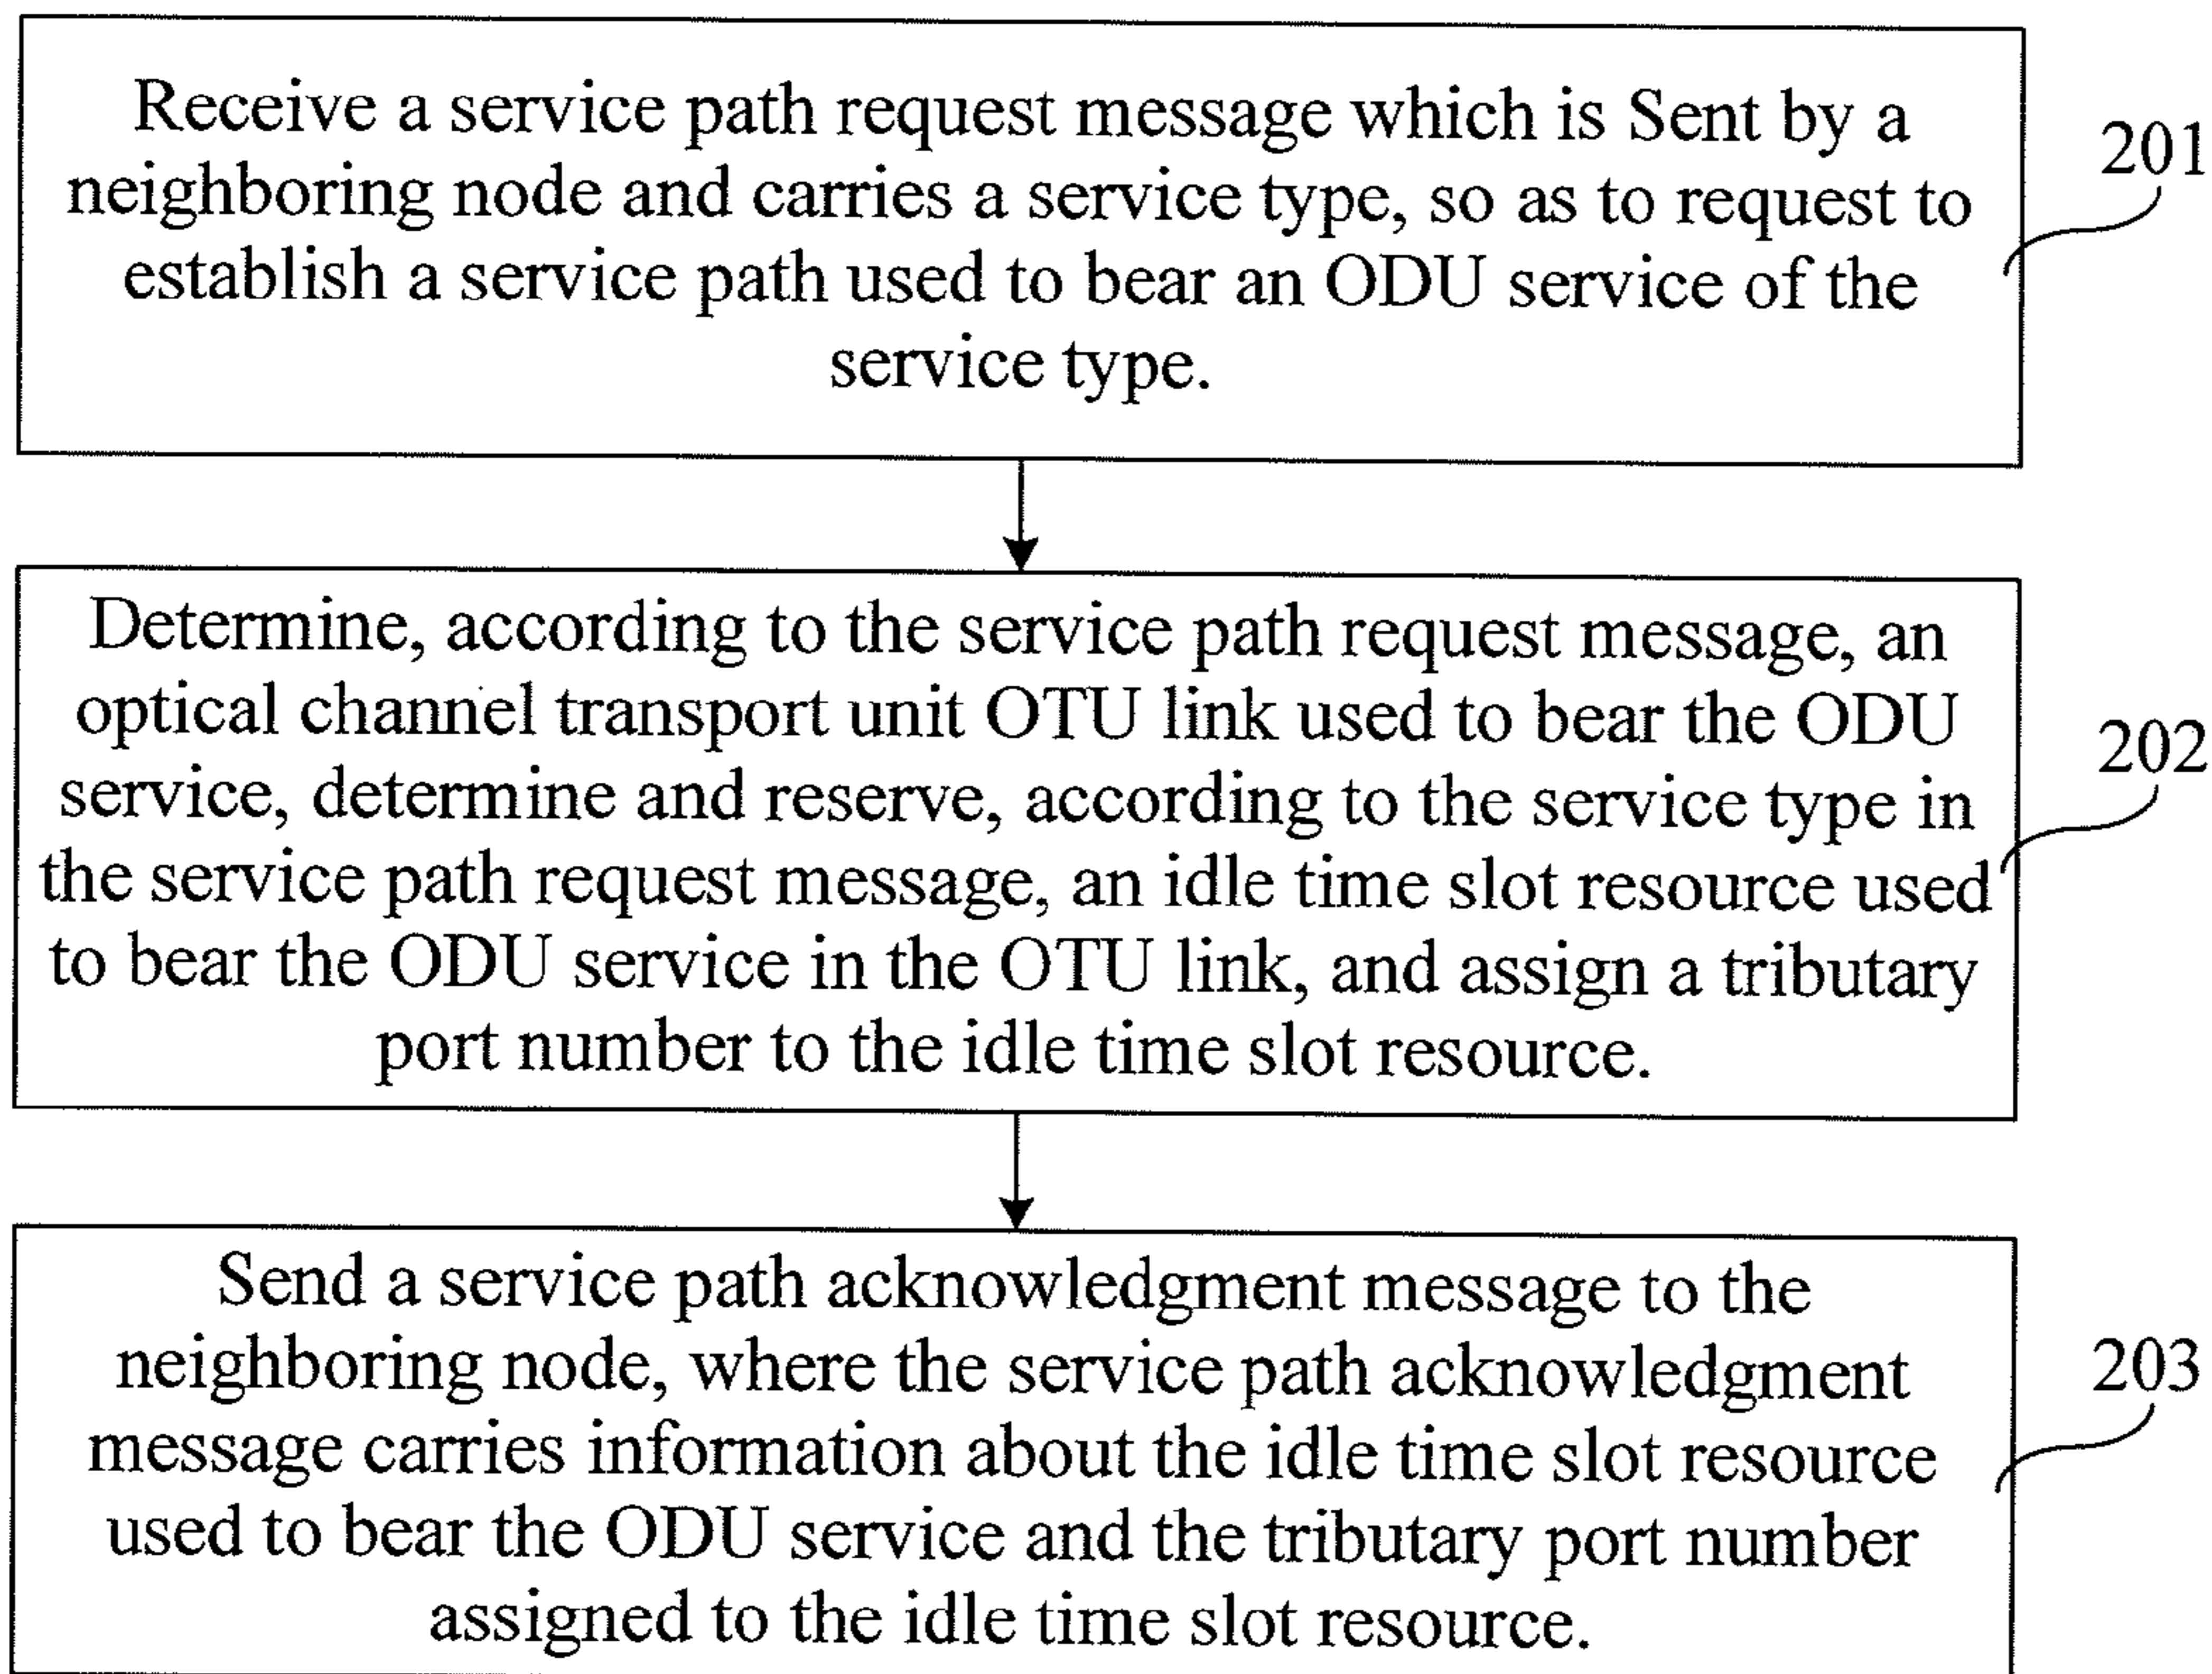 Receive a service path request message which is Sent by a
neighboring node and carries a service type, so as to request to
establish a service path used to bear an ODU service of the
service type.
201
Determine, according to the service path request message, an
optical channel transport unit OTU link used to bear the ODU
service, determine and reserve, according to the service type in
the service path request message, an idle time slot resource used
to bear the ODU service in the OTU link, and assign a tributary
port number to the idle time slot resource.
202
Send a service path acknowledgment message to the
neighboring node, where the service path acknowledgment
message carries information about the idle time slot resource
used to bear the ODU service and the tributary port number
assigned to the idle time slot resource.
203